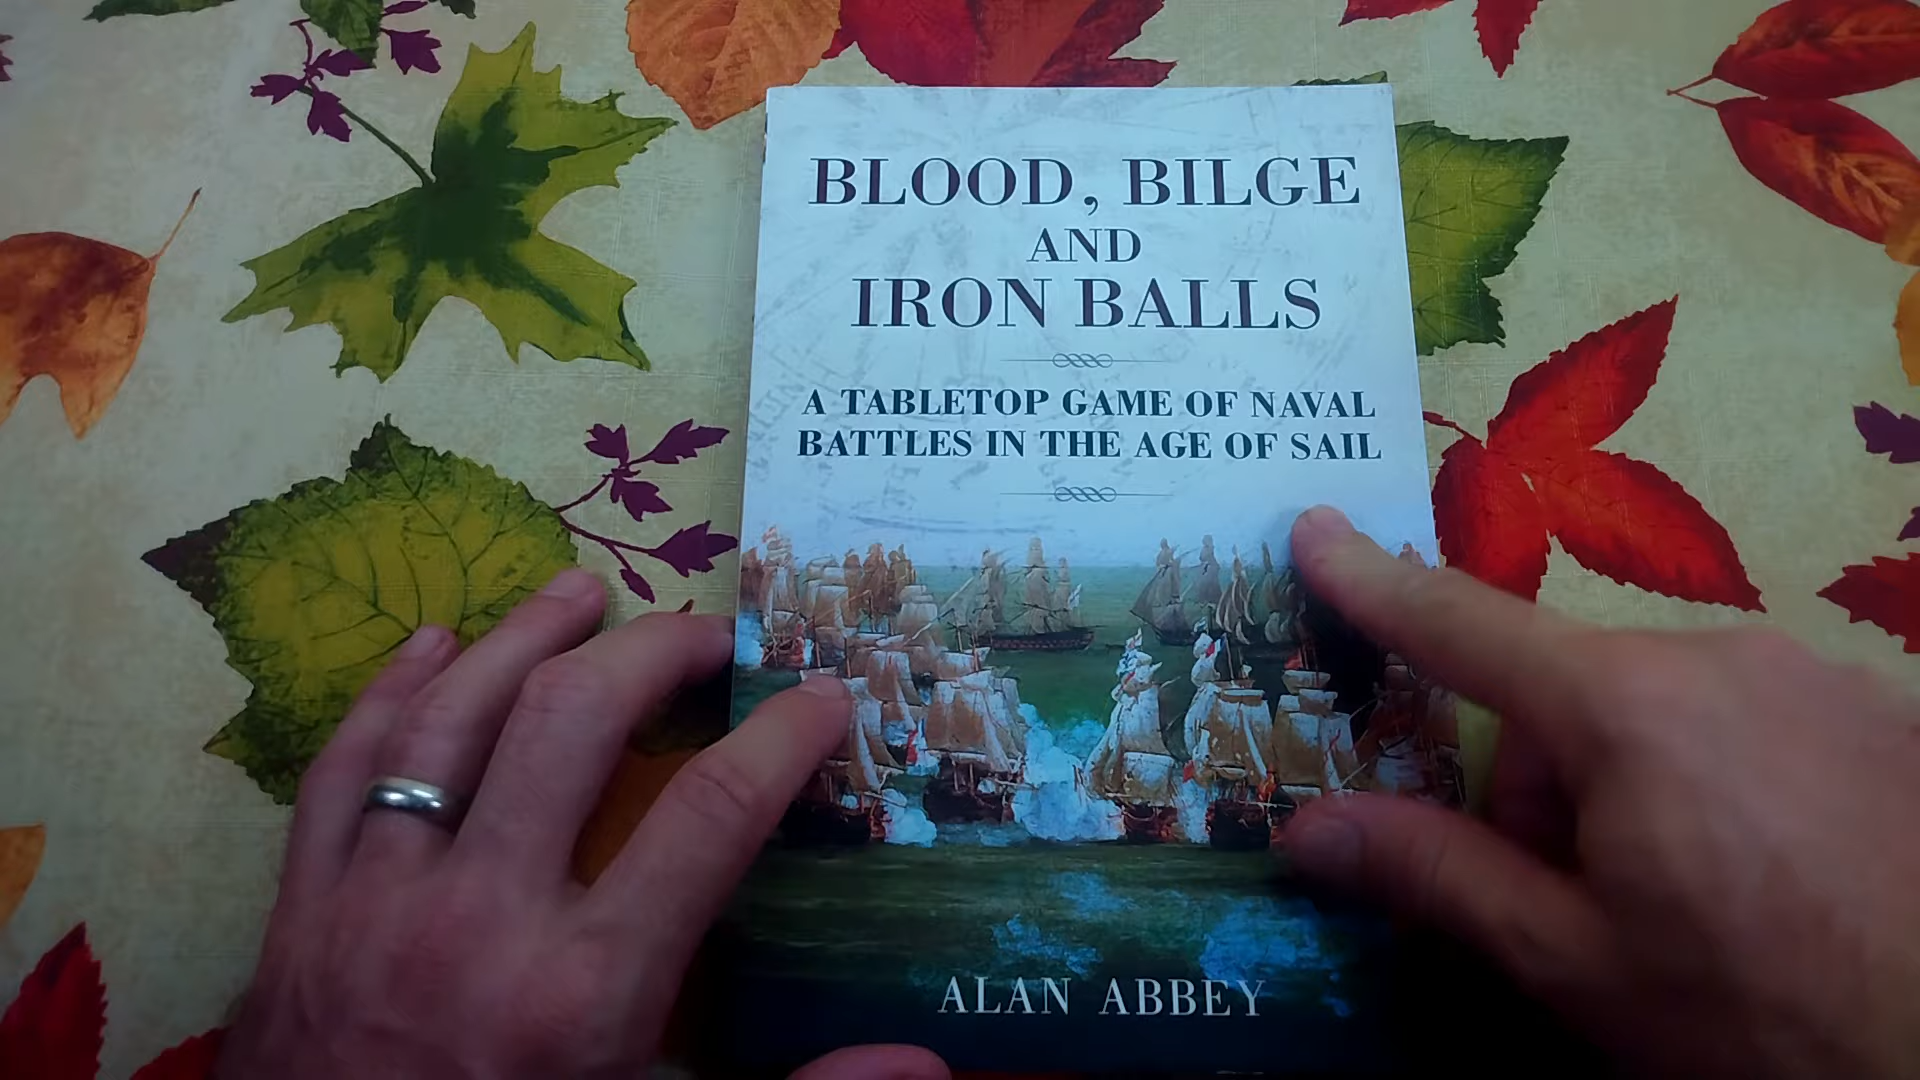 BLOOD, BILGE
AND
IRON BALLS
A TABLETOP GAME OF NAVAL
BATTLES IN THE AGE OF SAIL
ALAN ABBEY